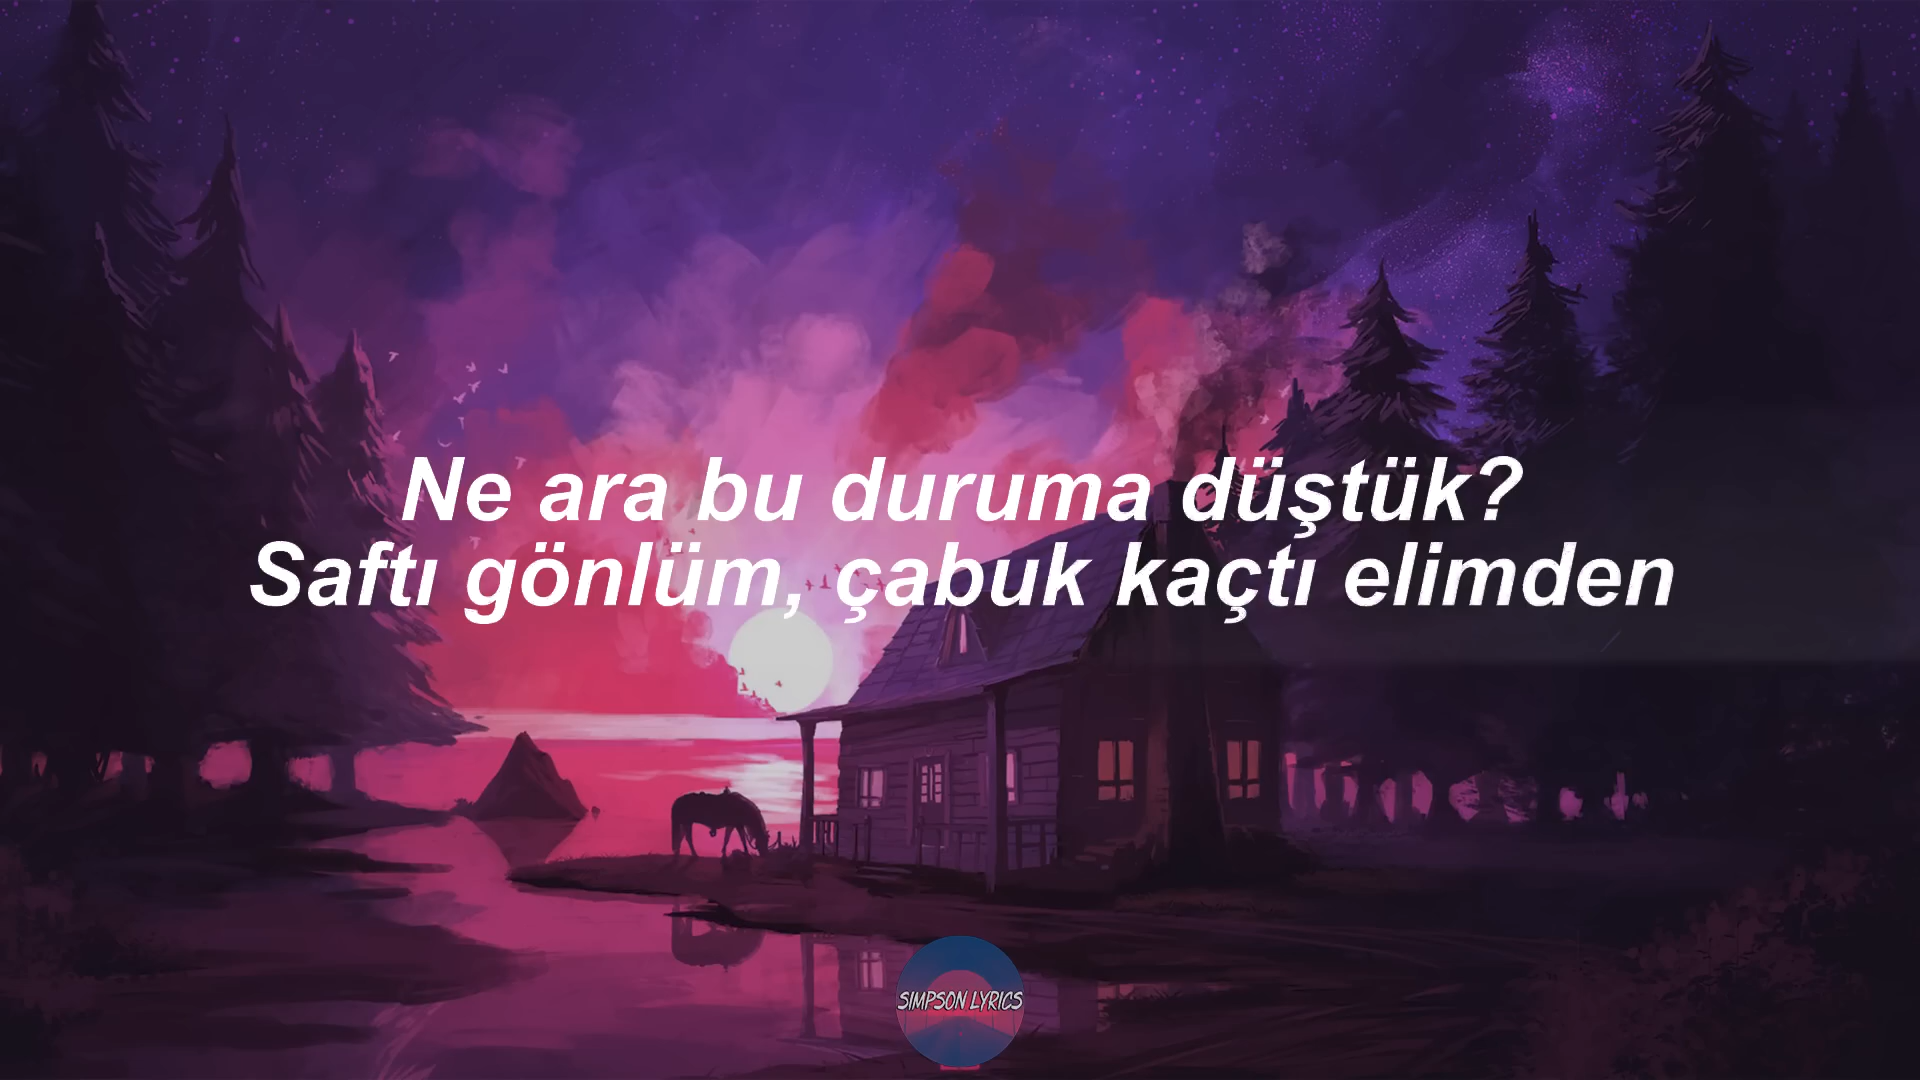 Ne ara bu duruma düştük?
Saftı gönlüm, çabuk kaçtı elimden
SIMPSON LYRICS